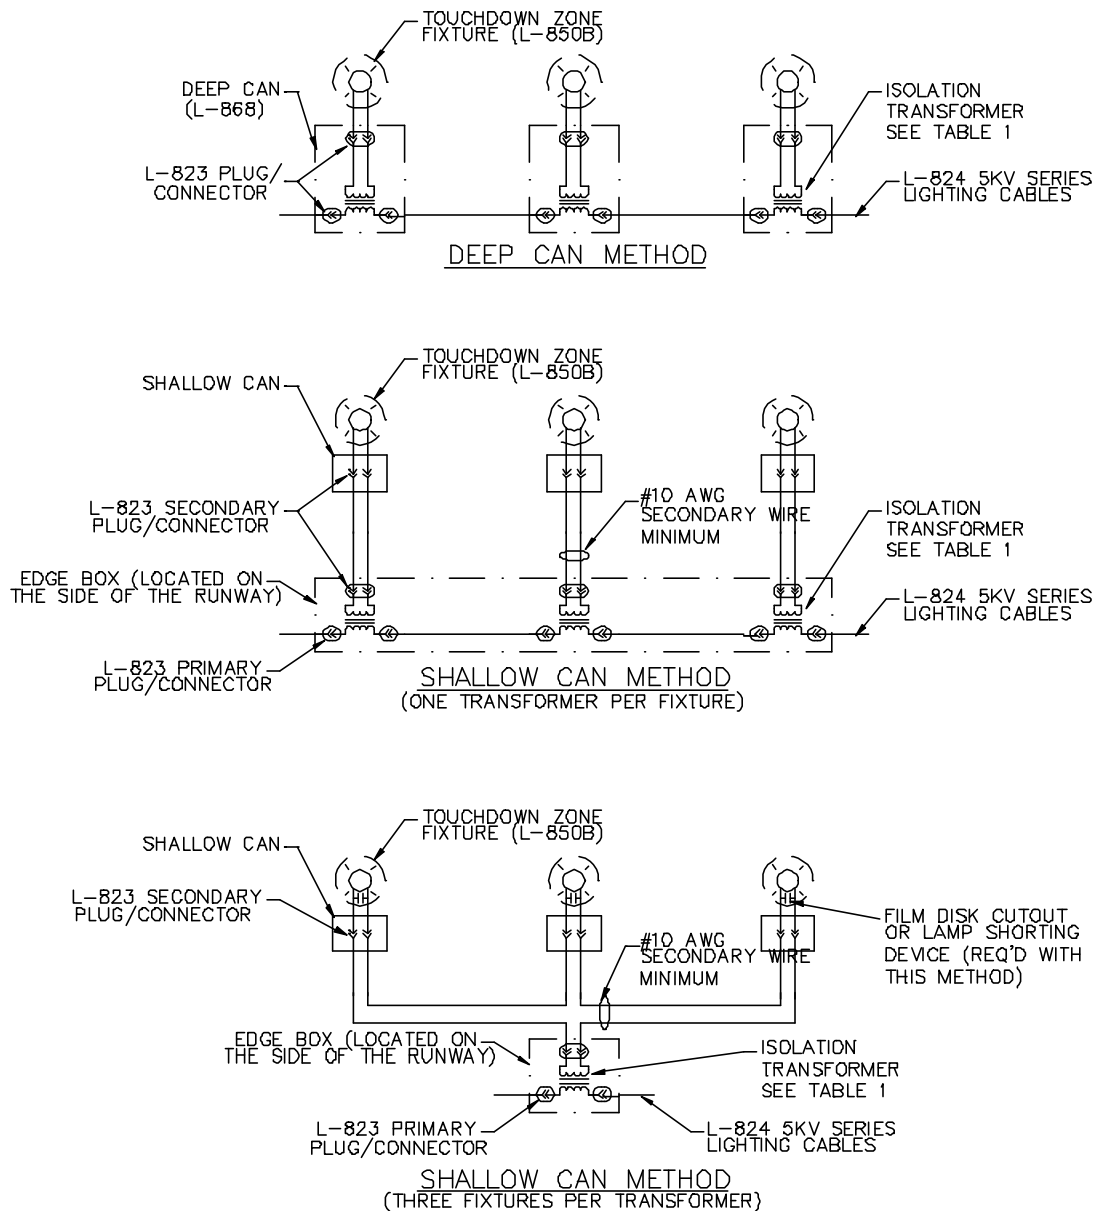 TOUCHDOWN ZONE
FIXTURE (L-850B)
DEEP CAN
(L-868)
ISOLATION
TRANSFORMER
SEE TABLE 1
L-823 PLUG/
CONNECTOR
L-824 5KV SERIES
LIGHTING CABLES
DEEP CAN METHOD
TOUCHDOWN ZONE
FIXTURE (L-850B)
SHALLOW CAN
L-823 SECONDARY
PLUG/CONNECTOR
#10 AWG
SECONDARY WIRE
MINIMUM
ISOLATION
TRANSFORMER
SEE TABLE 1
EDGE BOX (LOCATED ON
THE SIDE OF THE RUNWAY)
L-824 5KV SERIES
LIGHTING CABLES
L-823 PRIMARY
PLUG/CONNECTOR
SHALLOW CAN METHOD
(ONE TRANSFORMER PER FIXTURE)
TOUCHDOWN ZONE
FIXTURE (L-850B)
SHALLOW CAN
L-823 SECONDARY
PLUG/CONNECTOR
FILM DISK CUTOUT
OR LAMP SHORTING
DEVICE (REQ'D WITH
THIS METHOD)
#10 AWG
SECONDARY WIRE
MINIMUM
EDGE BOX (LOCATED ON
THE SIDE OF THE RUNWAY)
ISOLATION
TRANSFORMER
SEE TABLE 1
L-823 PRIMARY
PLUG/CONNECTOR
L-824 5KV SERIES
LIGHTING CABLES
SHALLOW CAN METHOD
(THREE FIXTURES PER TRANSFORMER)